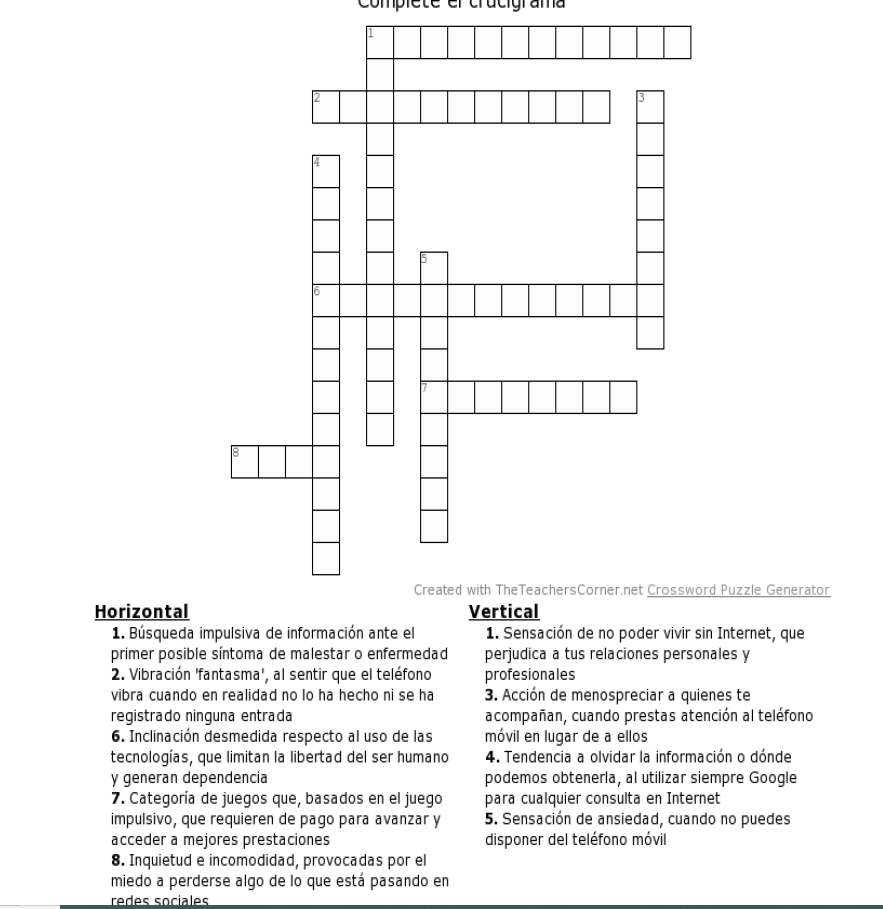 Complete el crucigrama
1
2
3
4
5
6
7
8
Created with TheTeachersCorner.net Crossword Puzzle Generator
Horizontal
1. Búsqueda impulsiva de información ante el
primer posible síntoma de malestar o enfermedad
2. Vibración 'fantasma', al sentir que el teléfono
vibra cuando en realidad no lo ha hecho ni se ha
registrado ninguna entrada
6. Inclinación desmedida respecto al uso de las
tecnologías, que limitan la libertad del ser humano
y generan dependencia
7. Categoría de juegos que, basados en el juego
impulsivo, que requieren de pago para avanzar y
acceder a mejores prestaciones
8. Inquietud e incomodidad, provocadas por el
miedo a perderse algo de lo que está pasando en
redes sociales
Vertical
1. Sensación de no poder vivir sin Internet, que
perjudica a tus relaciones personales y
profesionales
3. Acción de menospreciar a quienes te
acompañan, cuando prestas atención al teléfono
móvil en lugar de a ellos
4. Tendencia a olvidar la información o dónde
podemos obtenerla, al utilizar siempre Google
para cualquier consulta en Internet
5. Sensación de ansiedad, cuando no puedes
disponer del teléfono móvil